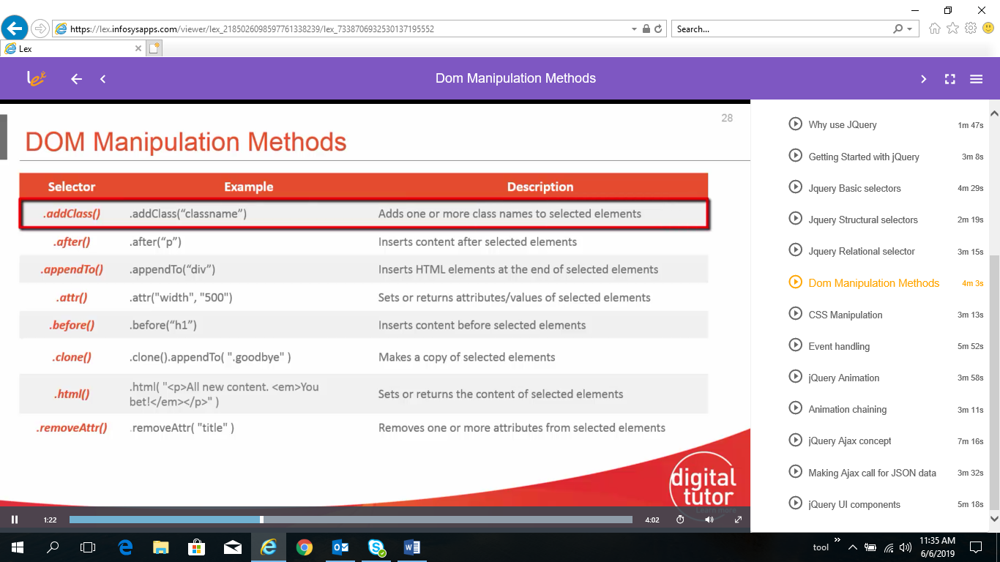 https://lex.infosysapps.com/viewer/lex_2185026098597761338239/lex_7338706932530137195552
Search...
Lex
lex
Dom Manipulation Methods
28
DOM Manipulation Methods
Selector Example Description
.addClass() .addClass(“classname”) Adds one or more class names to selected elements
.after() .after(“p”) Inserts content after selected elements
.appendTo() .appendTo(“div”) Inserts HTML elements at the end of selected elements
.attr() .attr("width", "500") Sets or returns attributes/values of selected elements
.before() .before(“h1”) Inserts content before selected elements
.clone() .clone().appendTo( ".goodbye" ) Makes a copy of selected elements
.html() .html( "<p>All new content. <em>You
bet!</em></p>" ) Sets or returns the content of selected elements
.removeAttr() .removeAttr( "title" ) Removes one or more attributes from selected elements
digital
tutor
Learn more
1:22 4:02
Why use JQuery 1m 47s
Getting Started with jQuery 3m 8s
Jquery Basic selectors 4m 29s
Jquery Structural selectors 2m 19s
Jquery Relational selector 3m 15s
Dom Manipulation Methods 4m 3s
CSS Manipulation 3m 13s
Event handling 5m 52s
jQuery Animation 3m 58s
Animation chaining 3m 11s
jQuery Ajax concept 7m 16s
Making Ajax call for JSON data 3m 32s
jQuery UI components 5m 18s
tool
11:35 AM
6/6/2019